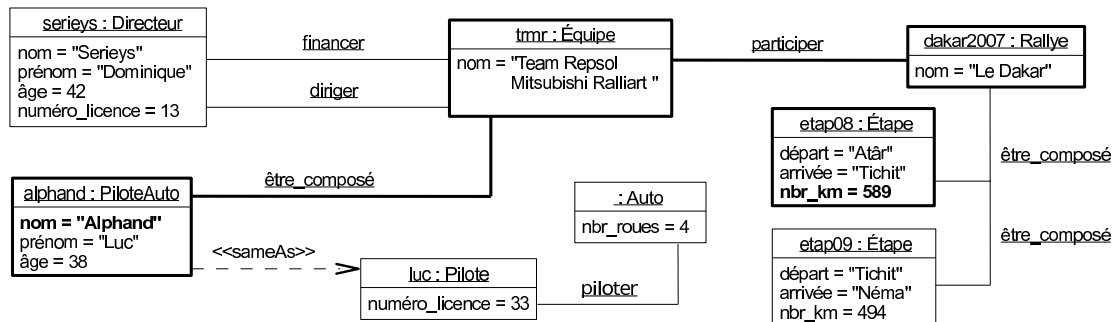 serieys : Directeur
nom = "Serieys"
prénom = "Dominique"
âge = 42
numéro_licence = 13
financer
diriger
trmr : Équipe
nom = "Team Repsol
Mitsubishi Ralliart "
participer
dakar2007 : Rallye
nom = "Le Dakar"
etap08 : Étape
départ = "Atâr"
arrivée = "Tichit"
nbr_km = 589
être_composé
être_composé
etap09 : Étape
départ = "Tichit"
arrivée = "Néma"
nbr_km = 494
être_composé
alphand : PiloteAuto
nom = "Alphand"
prénom = "Luc"
âge = 38
<<sameAs>>
luc : Pilote
numéro_licence = 33
piloter
: Auto
nbr_roues = 4